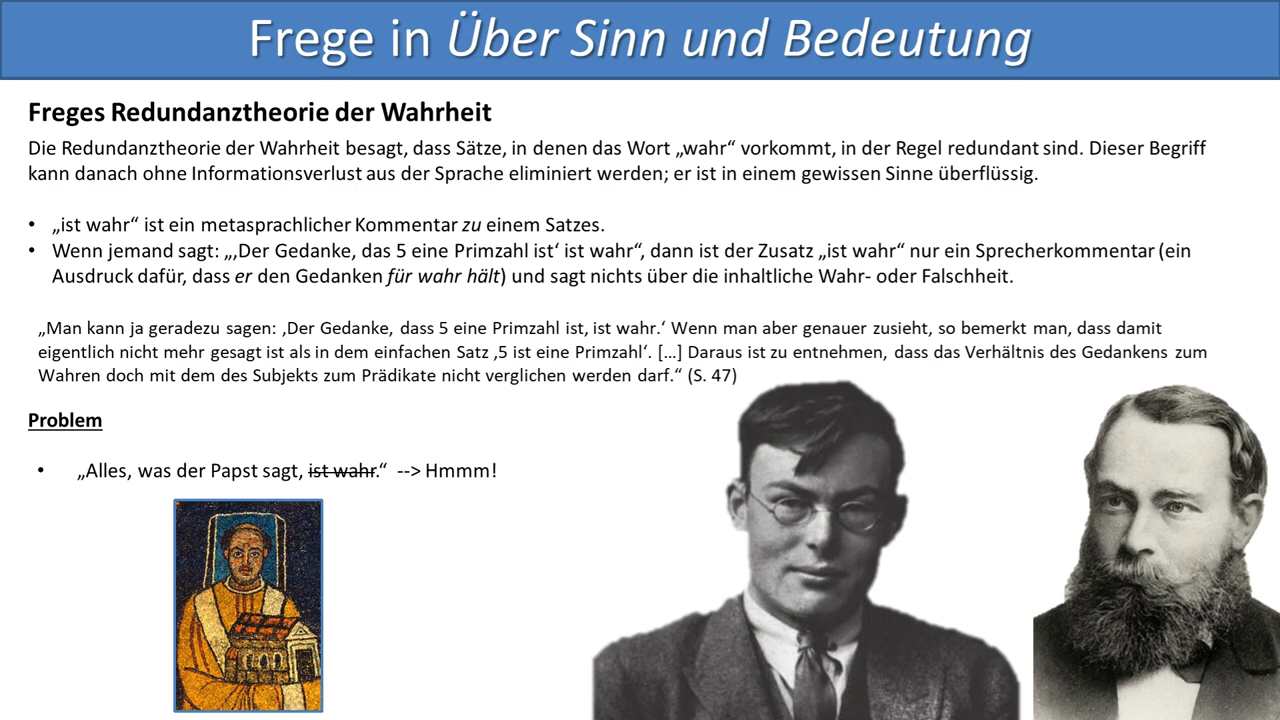 Frege in Über Sinn und Bedeutung
Freges Redundanztheorie der Wahrheit
Die Redundanztheorie der Wahrheit besagt, dass Sätze, in denen das Wort „wahr“ vorkommt, in der Regel redundant sind. Dieser Begriff
kann danach ohne Informationsverlust aus der Sprache eliminiert werden; er ist in einem gewissen Sinne überflüssig.
• „ist wahr“ ist ein metasprachlicher Kommentar zu einem Satzes.
• Wenn jemand sagt: „‚Der Gedanke, das 5 eine Primzahl ist‘ ist wahr“, dann ist der Zusatz „ist wahr“ nur ein Sprecherkommentar (ein
Ausdruck dafür, dass er den Gedanken für wahr hält) und sagt nichts über die inhaltliche Wahr- oder Falschheit.
„Man kann ja geradezu sagen: ‚Der Gedanke, dass 5 eine Primzahl ist, ist wahr.‘ Wenn man aber genauer zusieht, so bemerkt man, dass damit
eigentlich nicht mehr gesagt ist als in dem einfachen Satz ‚5 ist eine Primzahl‘. [...] Daraus ist zu entnehmen, dass das Verhältnis des Gedankens zum
Wahren doch mit dem des Subjekts zum Prädikate nicht verglichen werden darf.“ (S. 47)
Problem
• „Alles, was der Papst sagt, ist wahr.“ --> Hmmm!